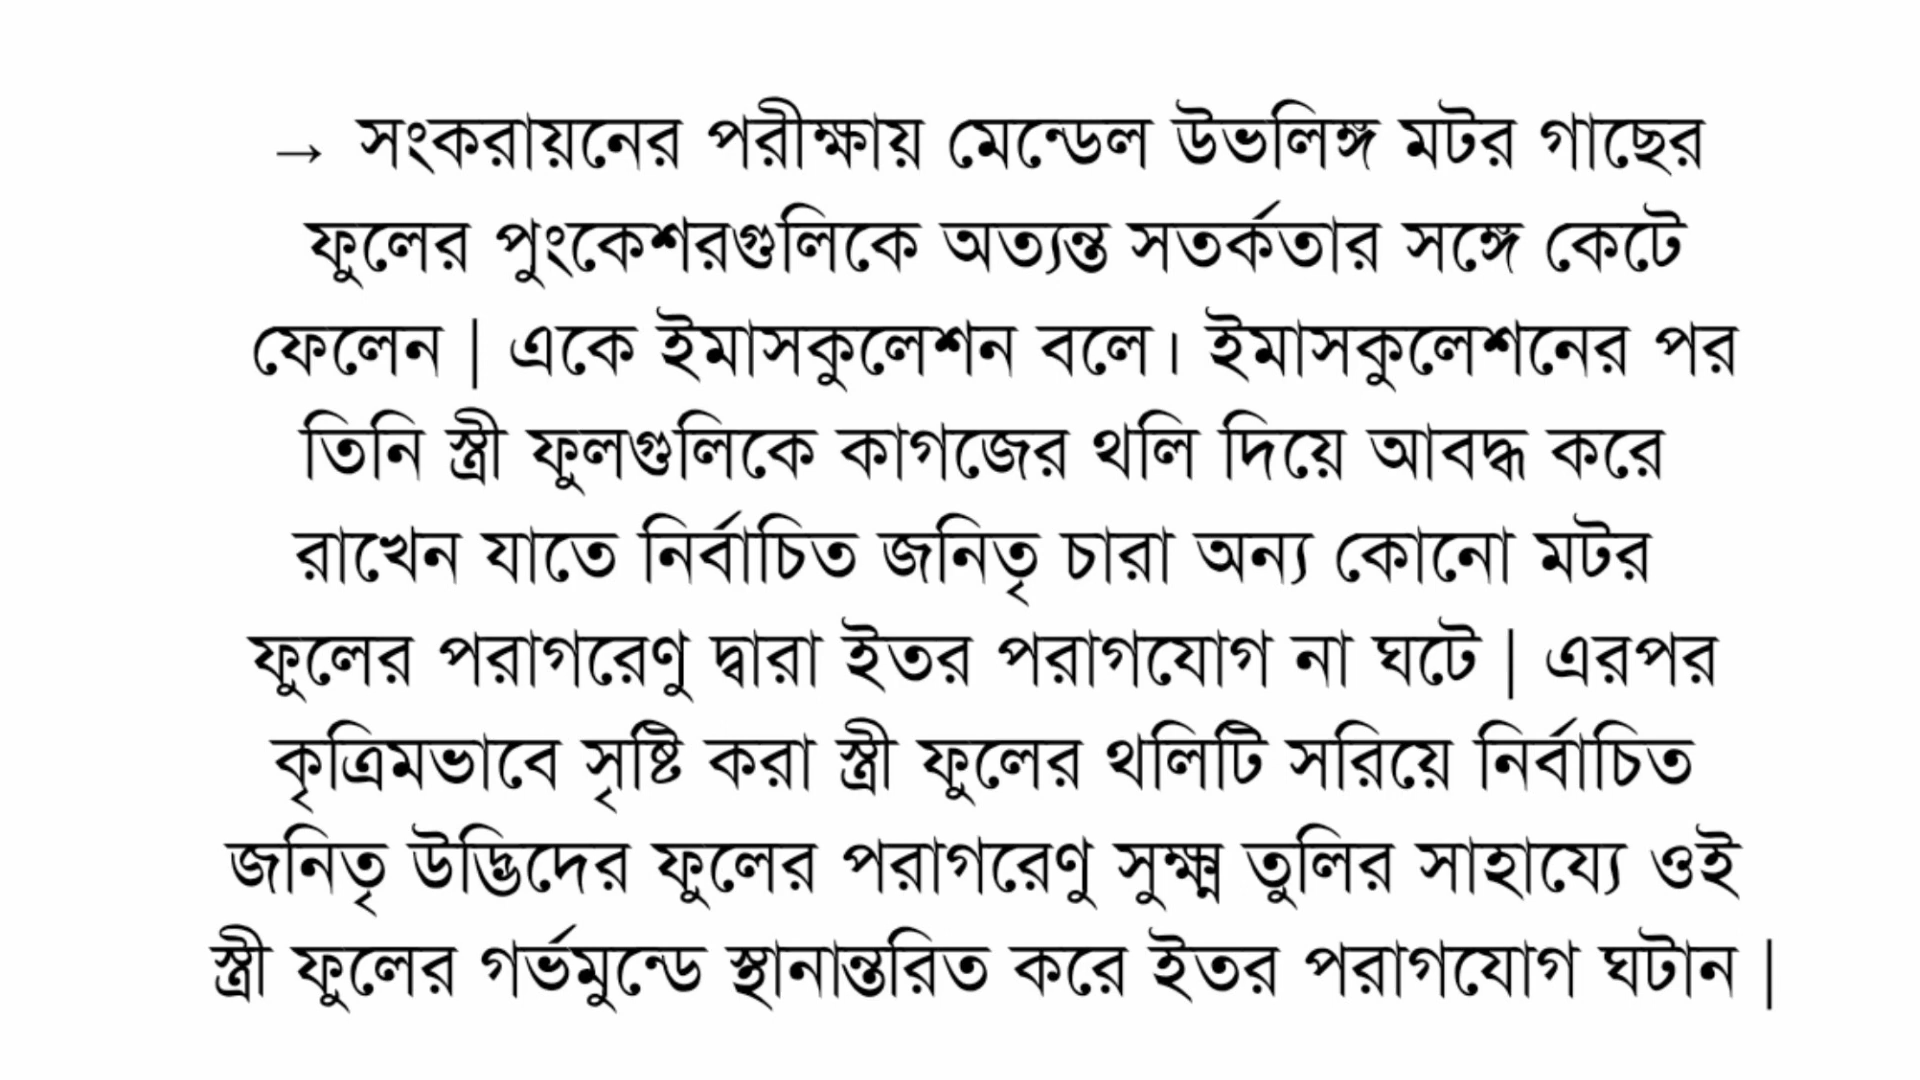 → সংকরায়নের পরীক্ষায় মেন্ডেল উভলিঙ্গ মটর গাছের
ফুলের পুংকেশরগুলিকে অত্যন্ত সতর্কতার সঙ্গে কেটে
ফেলেন | একে ইমাসকুলেশন বলে। ইমাসকুলেশনের পর
তিনি স্ত্রী ফুলগুলিকে কাগজের থলি দিয়ে আবদ্ধ করে
রাখেন যাতে নির্বাচিত জনিতৃ চারা অন্য কোনো মটর
ফুলের পরাগরেণু দ্বারা ইতর পরাগযোগ না ঘটে | এরপর
কৃত্রিমভাবে সৃষ্টি করা স্ত্রী ফুলের থলিটি সরিয়ে নির্বাচিত
জনিতৃ উদ্ভিদের ফুলের পরাগরেণু সুক্ষ্ম তুলির সাহায্যে ওই
স্ত্রী ফুলের গর্ভমুন্ডে স্থানান্তরিত করে ইতর পরাগযোগ ঘটান |